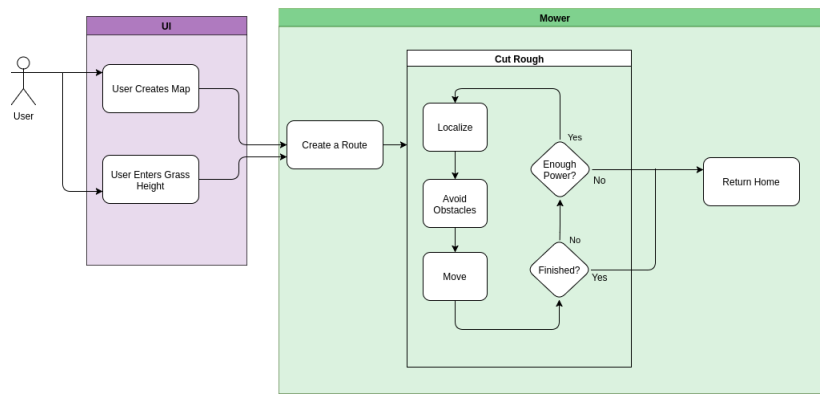 UI
Mower
User
User Creates Map
User Enters Grass
Height
Create a Route
Cut Rough
Localize
Avoid
Obstacles
Move
Yes
Enough
Power?
No
No
Finished?
Yes
Return Home